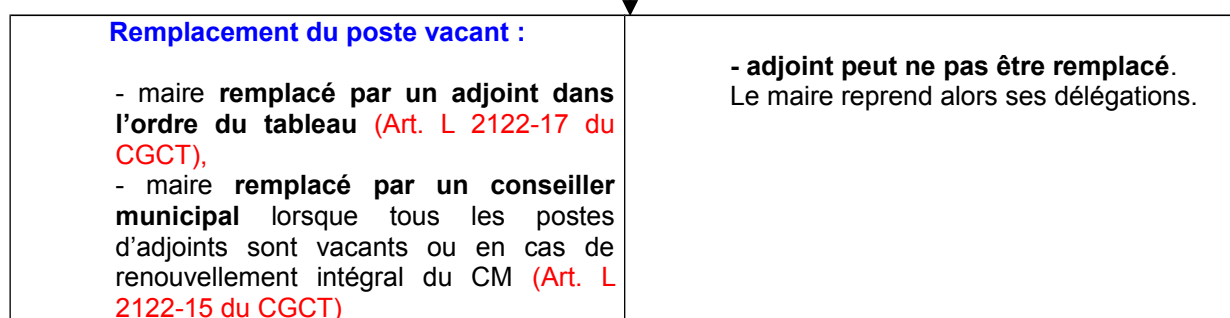 Remplacement du poste vacant :
- maire remplacé par un adjoint dans
l’ordre du tableau (Art. L 2122-17 du
CGCT),
- maire remplacé par un conseiller
municipal lorsque tous les postes
d’adjoints sont vacants ou en cas de
renouvellement intégral du CM (Art. L
2122-15 du CGCT)
- adjoint peut ne pas être remplacé.
Le maire reprend alors ses délégations.